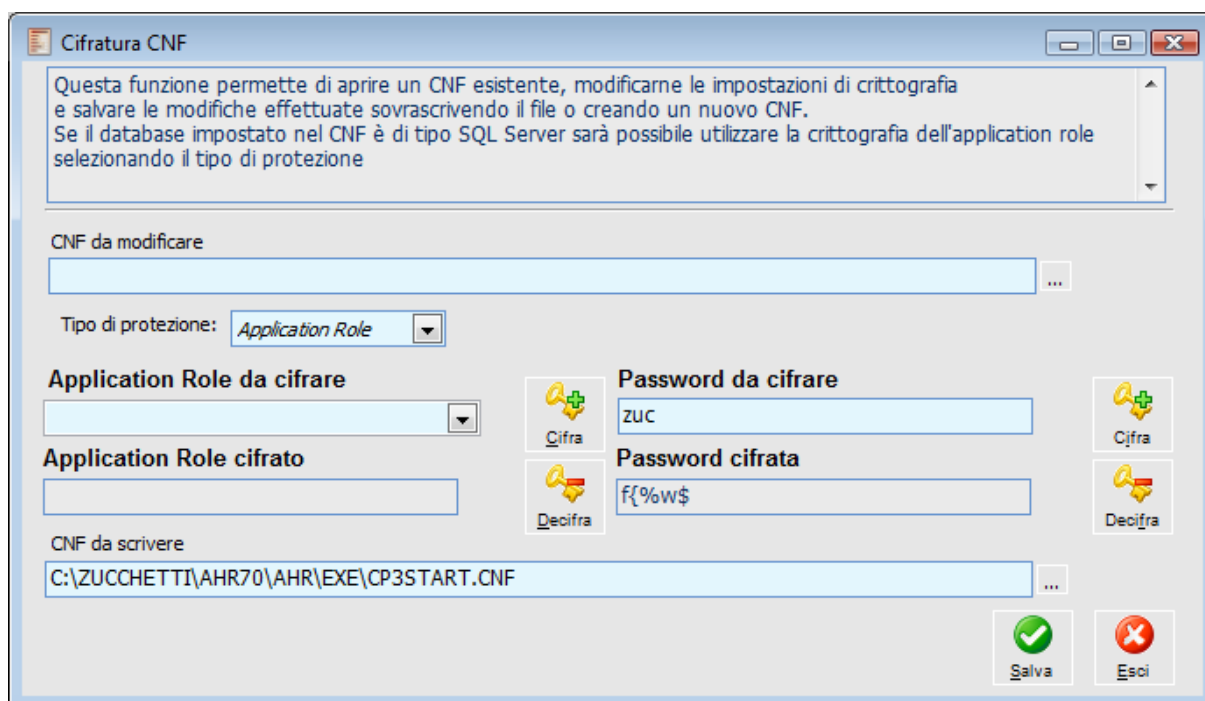 Cifratura CNF
Questa funzione permette di aprire un CNF esistente, modificarne le impostazioni di crittografia
e salvare le modifiche effettuate sovrascrivendo il file o creando un nuovo CNF.
Se il database impostato nel CNF è di tipo SQL Server sarà possibile utilizzare la crittografia dell'application role
selezionando il tipo di protezione
CNF da modificare
...
Tipo di protezione: Application Role
Application Role da cifrare
Cifra
Password da cifrare
zuc
Cifra
Application Role cifrato
Decifra
Password cifrata
f{%w$
Decifra
CNF da scrivere
C:\ZUCCHETTI\AHR70\AHR\EXE\CP3START.CNF
...
Salva
Esci